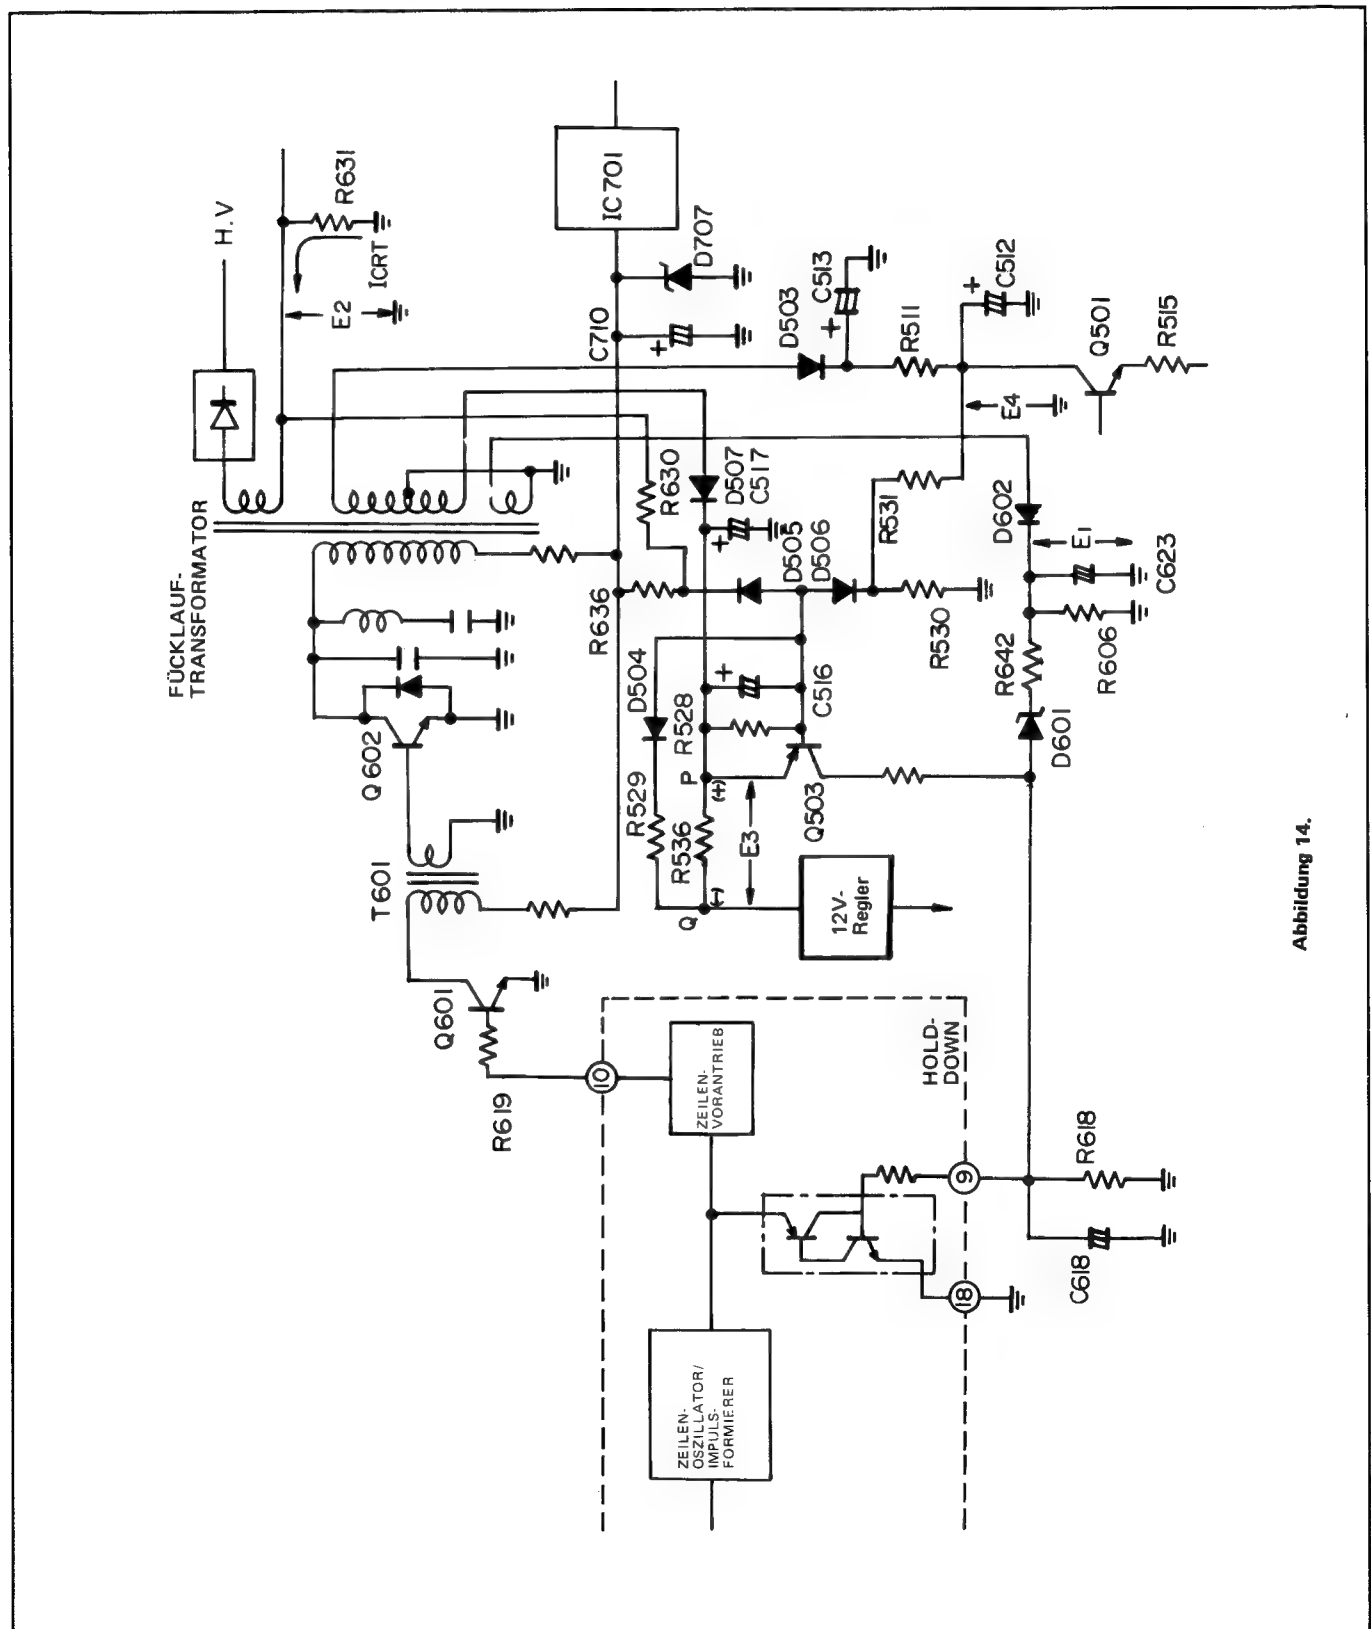 FÜCKLAUF-
TRANSFORMATOR
H.V
R631
ICRT
E2
IC701
D707
C710
D503
C513
R511
C512
Q501
R515
E4
R630
D507
C517
D505
D506
R531
D602
E1
C623
R636
R530
R642
R606
D504
C516
R528
D601
Q602
R529
P
(+)
R536
E3
Q503
T601
Q
(-)
12V-
Regler
Q601
R619
10
ZEILEN-
VORANTRIEB
HOLD-
DOWN
9
R618
18
C618
ZEILEN-
OSZILLATOR/
IMPULS-
FORMIERER
Abbildung 14.